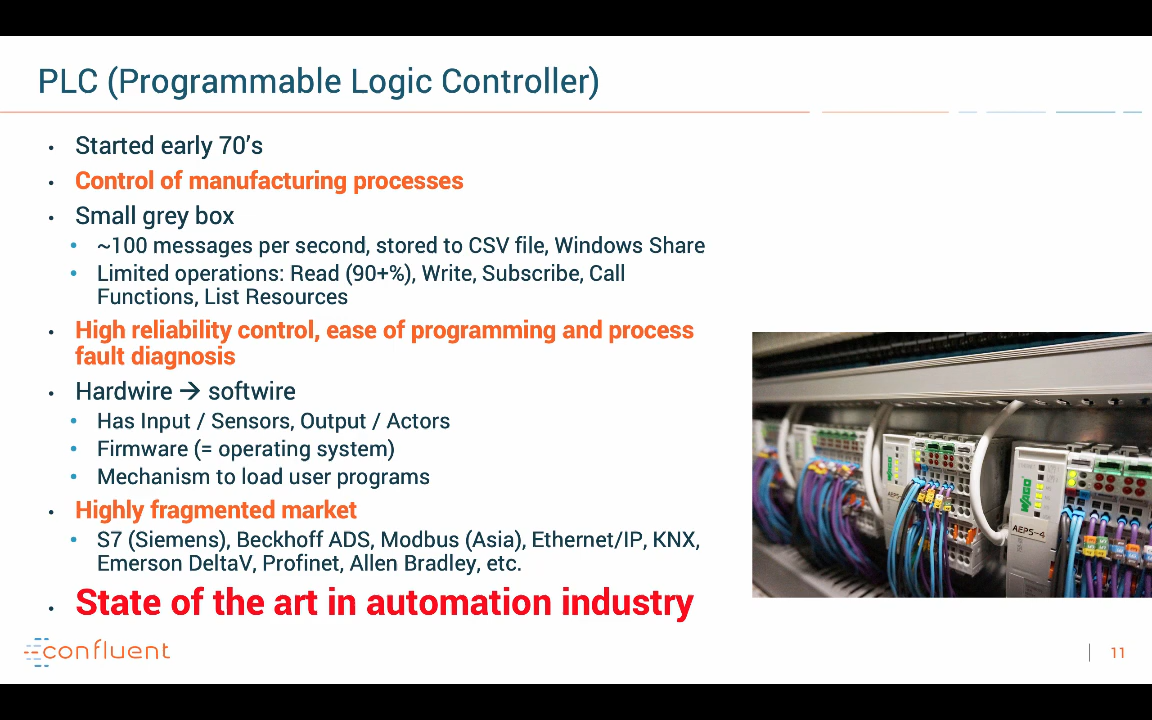 PLC (Programmable Logic Controller)
Started early 70’s
Control of manufacturing processes
Small grey box
~100 messages per second, stored to CSV file, Windows Share
Limited operations: Read (90+%), Write, Subscribe, Call
Functions, List Resources
High reliability control, ease of programming and process
fault diagnosis
Hardwire → softwire
Has Input / Sensors, Output / Actors
Firmware (= operating system)
Mechanism to load user programs
Highly fragmented market
S7 (Siemens), Beckhoff ADS, Modbus (Asia), Ethernet/IP, KNX,
Emerson DeltaV, Profinet, Allen Bradley, etc.
State of the art in automation industry
WAGO
AEPS-4
confluent
11